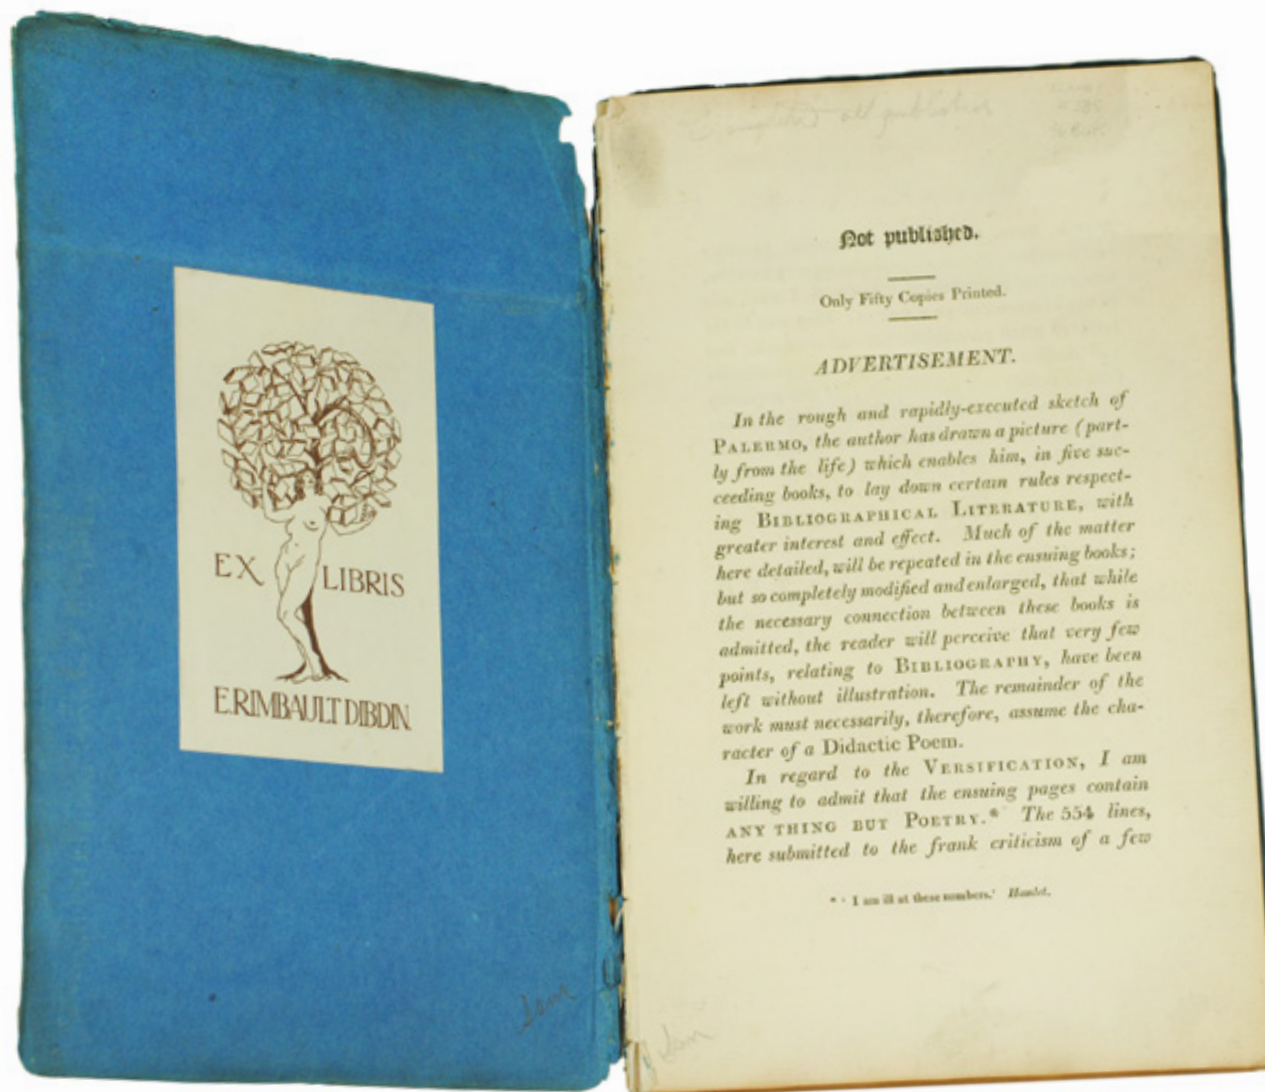 EX LIBRIS
E. RIMBAULT DIBDIN
Not published.
Only Fifty Copies Printed.
ADVERTISEMENT.
In the rough and rapidly-executed sketch of
PALERMO, the author has drawn a picture (part-
ly from the life) which enables him, in five suc-
ceeding books, to lay down certain rules respect-
ing BIBLIOGRAPHICAL LITERATURE, with
greater interest and effect. Much of the matter
here detailed, will be repeated in the ensuing books;
but so completely modified and enlarged, that while
the necessary connection between these books is
admitted, the reader will perceive that very few
points, relating to BIBLIOGRAPHY, have been
left without illustration. The remainder of the
work must necessarily, therefore, assume the cha-
racter of a Didactic Poem.
In regard to the VERSIFICATION, I am
willing to admit that the ensuing pages contain
ANY THING BUT POETRY.* The 554 lines,
here submitted to the frank criticism of a few
* ' I am ill at these numbers.' Hamlet.